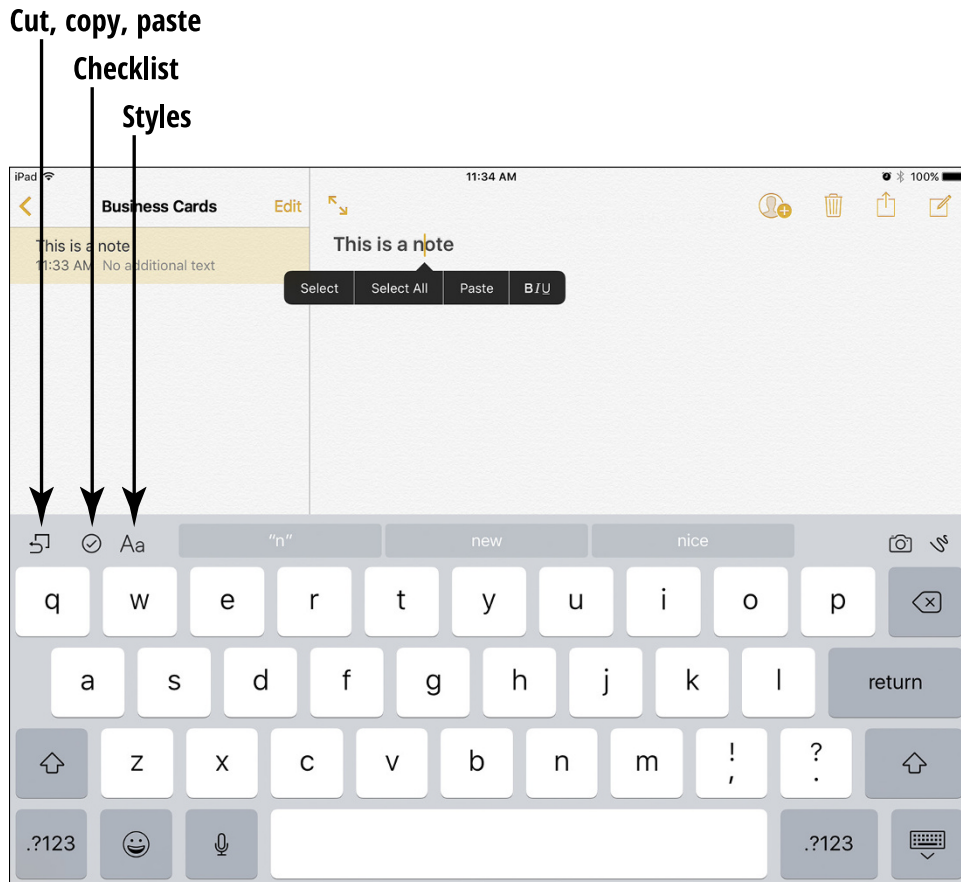 Cut, copy, paste
Checklist
Styles
iPad 11:34 AM 100%
Business Cards Edit
This is a note
11:33 AM No additional text
This is a note
Select Select All Paste BIU
Aa "n" new nice
q w e r t y u i o p
a s d f g h j k l return
z x c v b n m ! , ? .
.?123 .?123